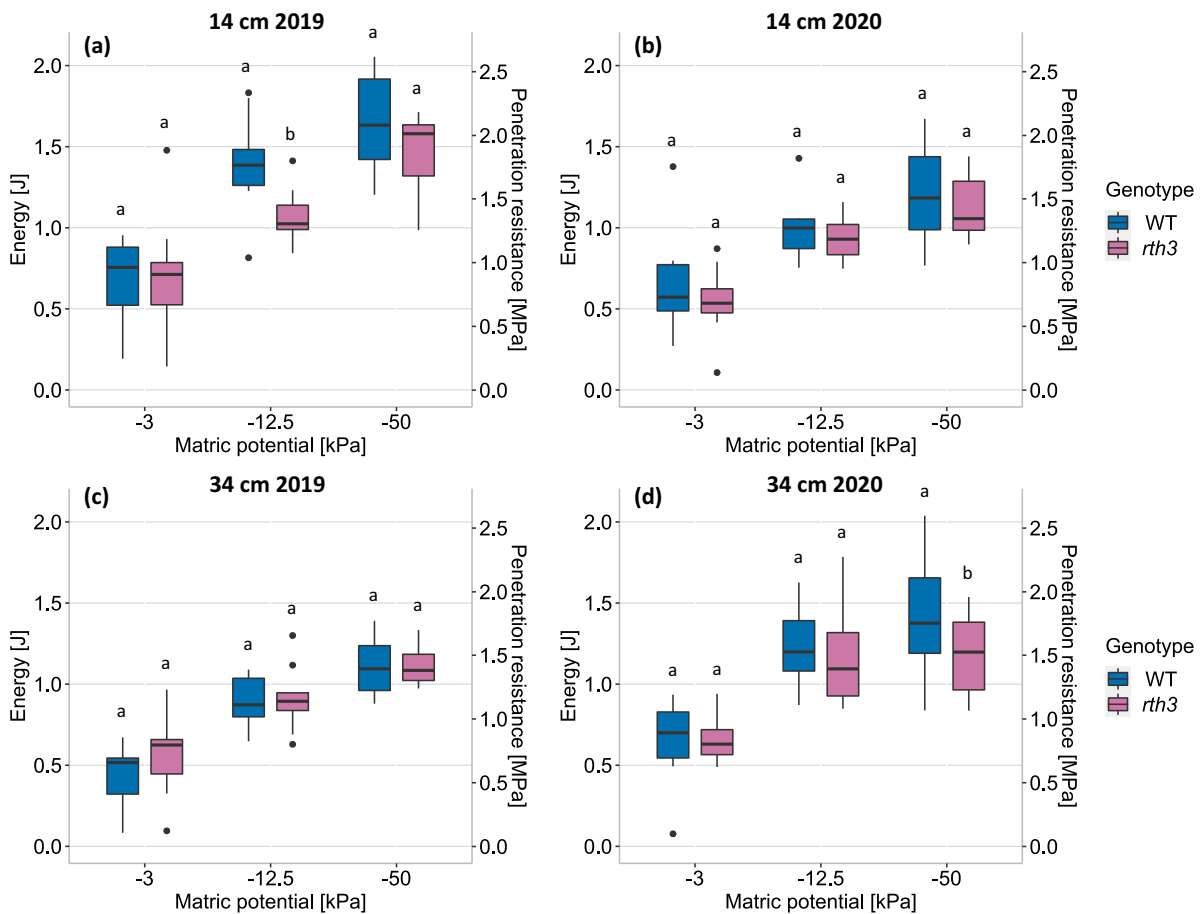 14 cm 2019
(a)
Energy [J]
2.0
1.5
1.0
0.5
0.0
a
a
a
b
a
a
2.5
2.0
1.5
1.0
0.5
0.0
Penetration resistance [MPa]
-3 -12.5 -50
Matric potential [kPa]
14 cm 2020
(b)
Energy [J]
2.0
1.5
1.0
0.5
0.0
a
a
a
a
a
a
2.5
2.0
1.5
1.0
0.5
0.0
Penetration resistance [MPa]
-3 -12.5 -50
Matric potential [kPa]
Genotype
WT
rth3
34 cm 2019
(c)
Energy [J]
2.0
1.5
1.0
0.5
0.0
a
a
a
a
a
a
2.5
2.0
1.5
1.0
0.5
0.0
Penetration resistance [MPa]
-3 -12.5 -50
Matric potential [kPa]
34 cm 2020
(d)
Energy [J]
2.0
1.5
1.0
0.5
0.0
a
a
a
a
a
b
2.5
2.0
1.5
1.0
0.5
0.0
Penetration resistance [MPa]
-3 -12.5 -50
Matric potential [kPa]
Genotype
WT
rth3